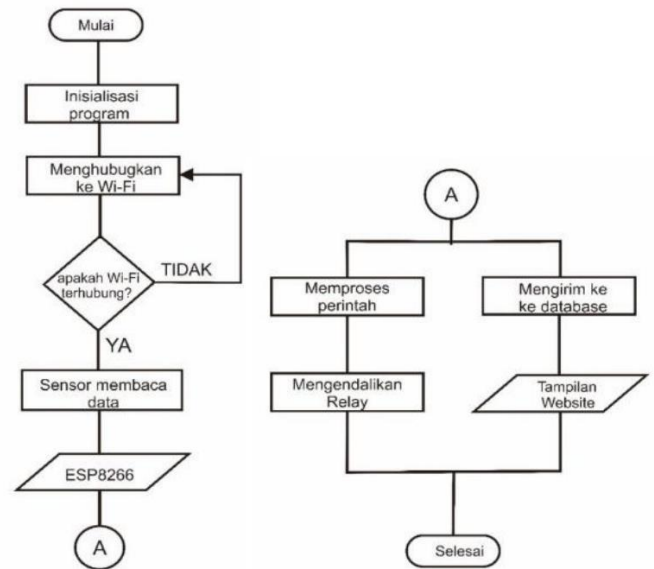 Mulai
Inisialisasi
program
Menghubugkan
ke Wi-Fi
apakah Wi-Fi
terhubung?
TIDAK
YA
Sensor membaca
data
ESP8266
A
A
Memproses
perintah
Mengendalikan
Relay
Mengirim ke
ke database
Tampilan
Website
Selesai